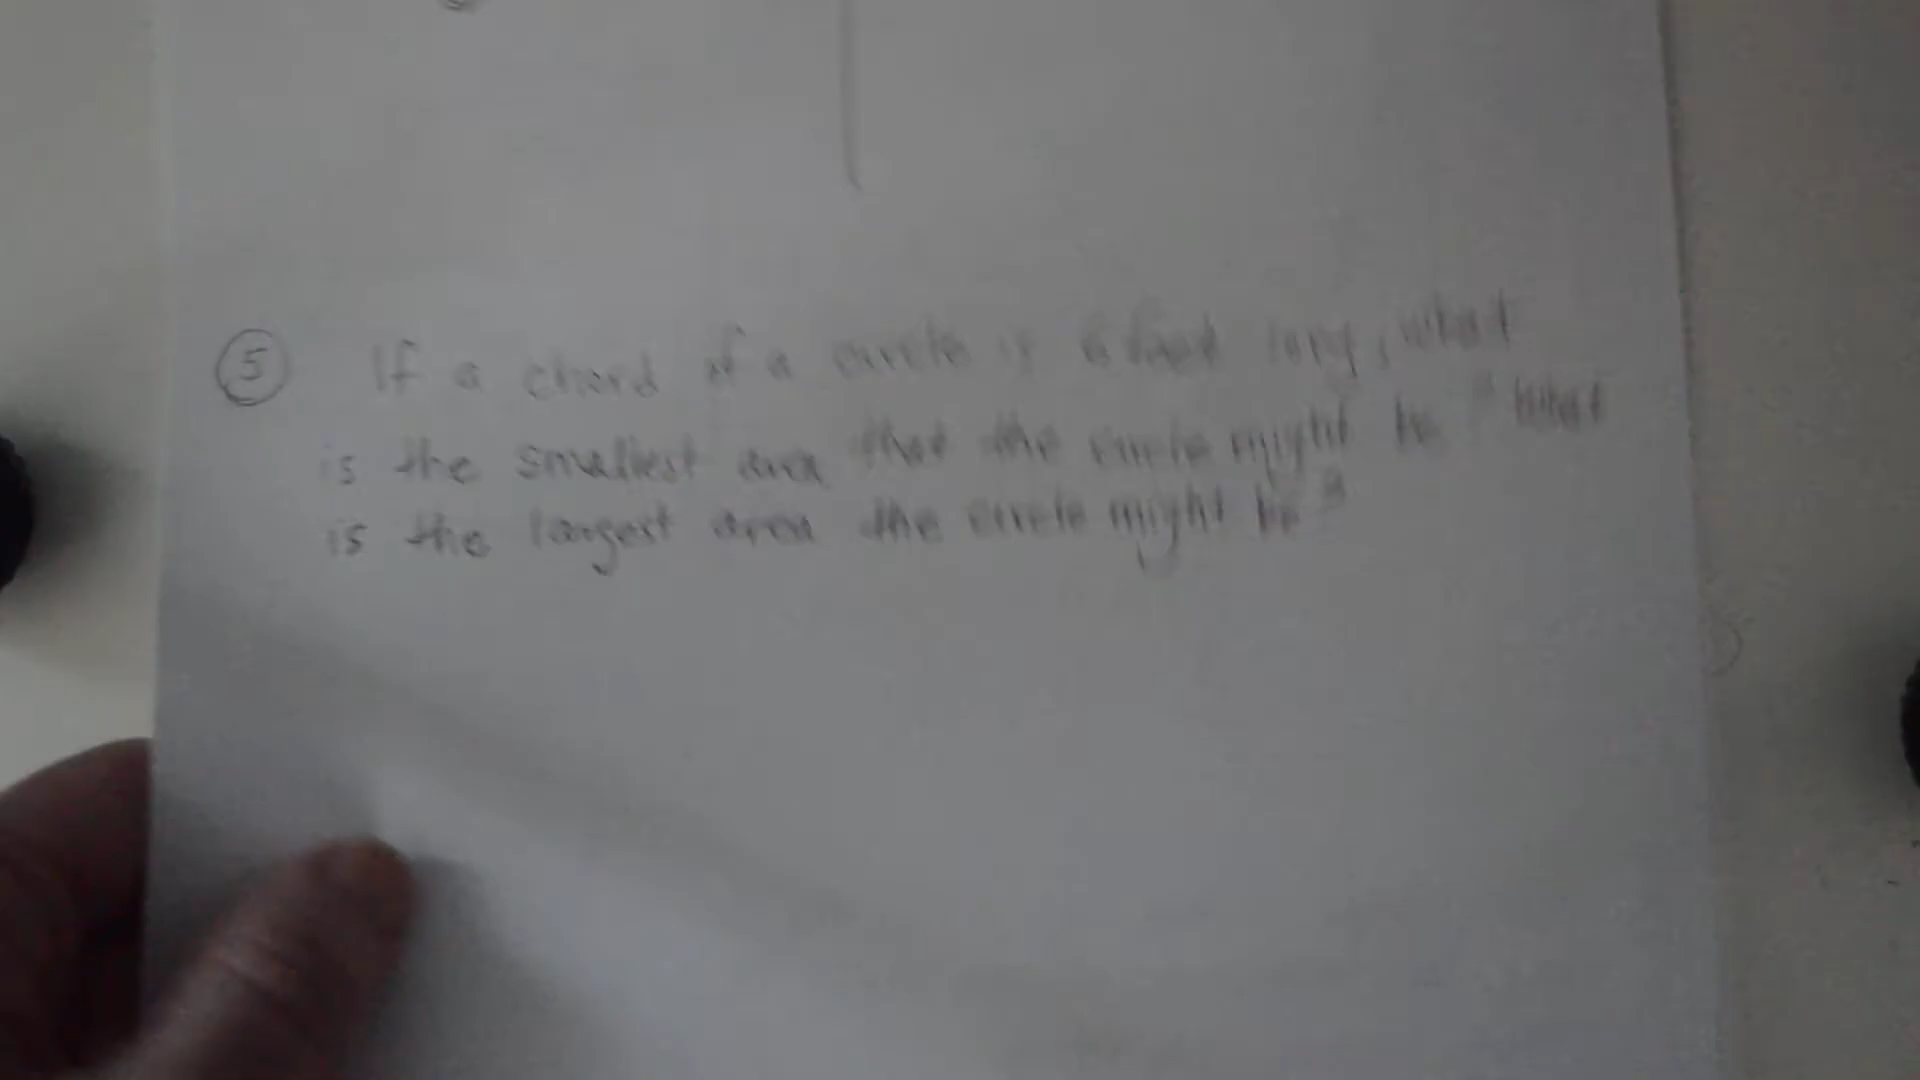 ⑤ If a chord of a circle is 6 feet long, what
is the smallest area that the circle might be? What
is the largest area the circle might be?